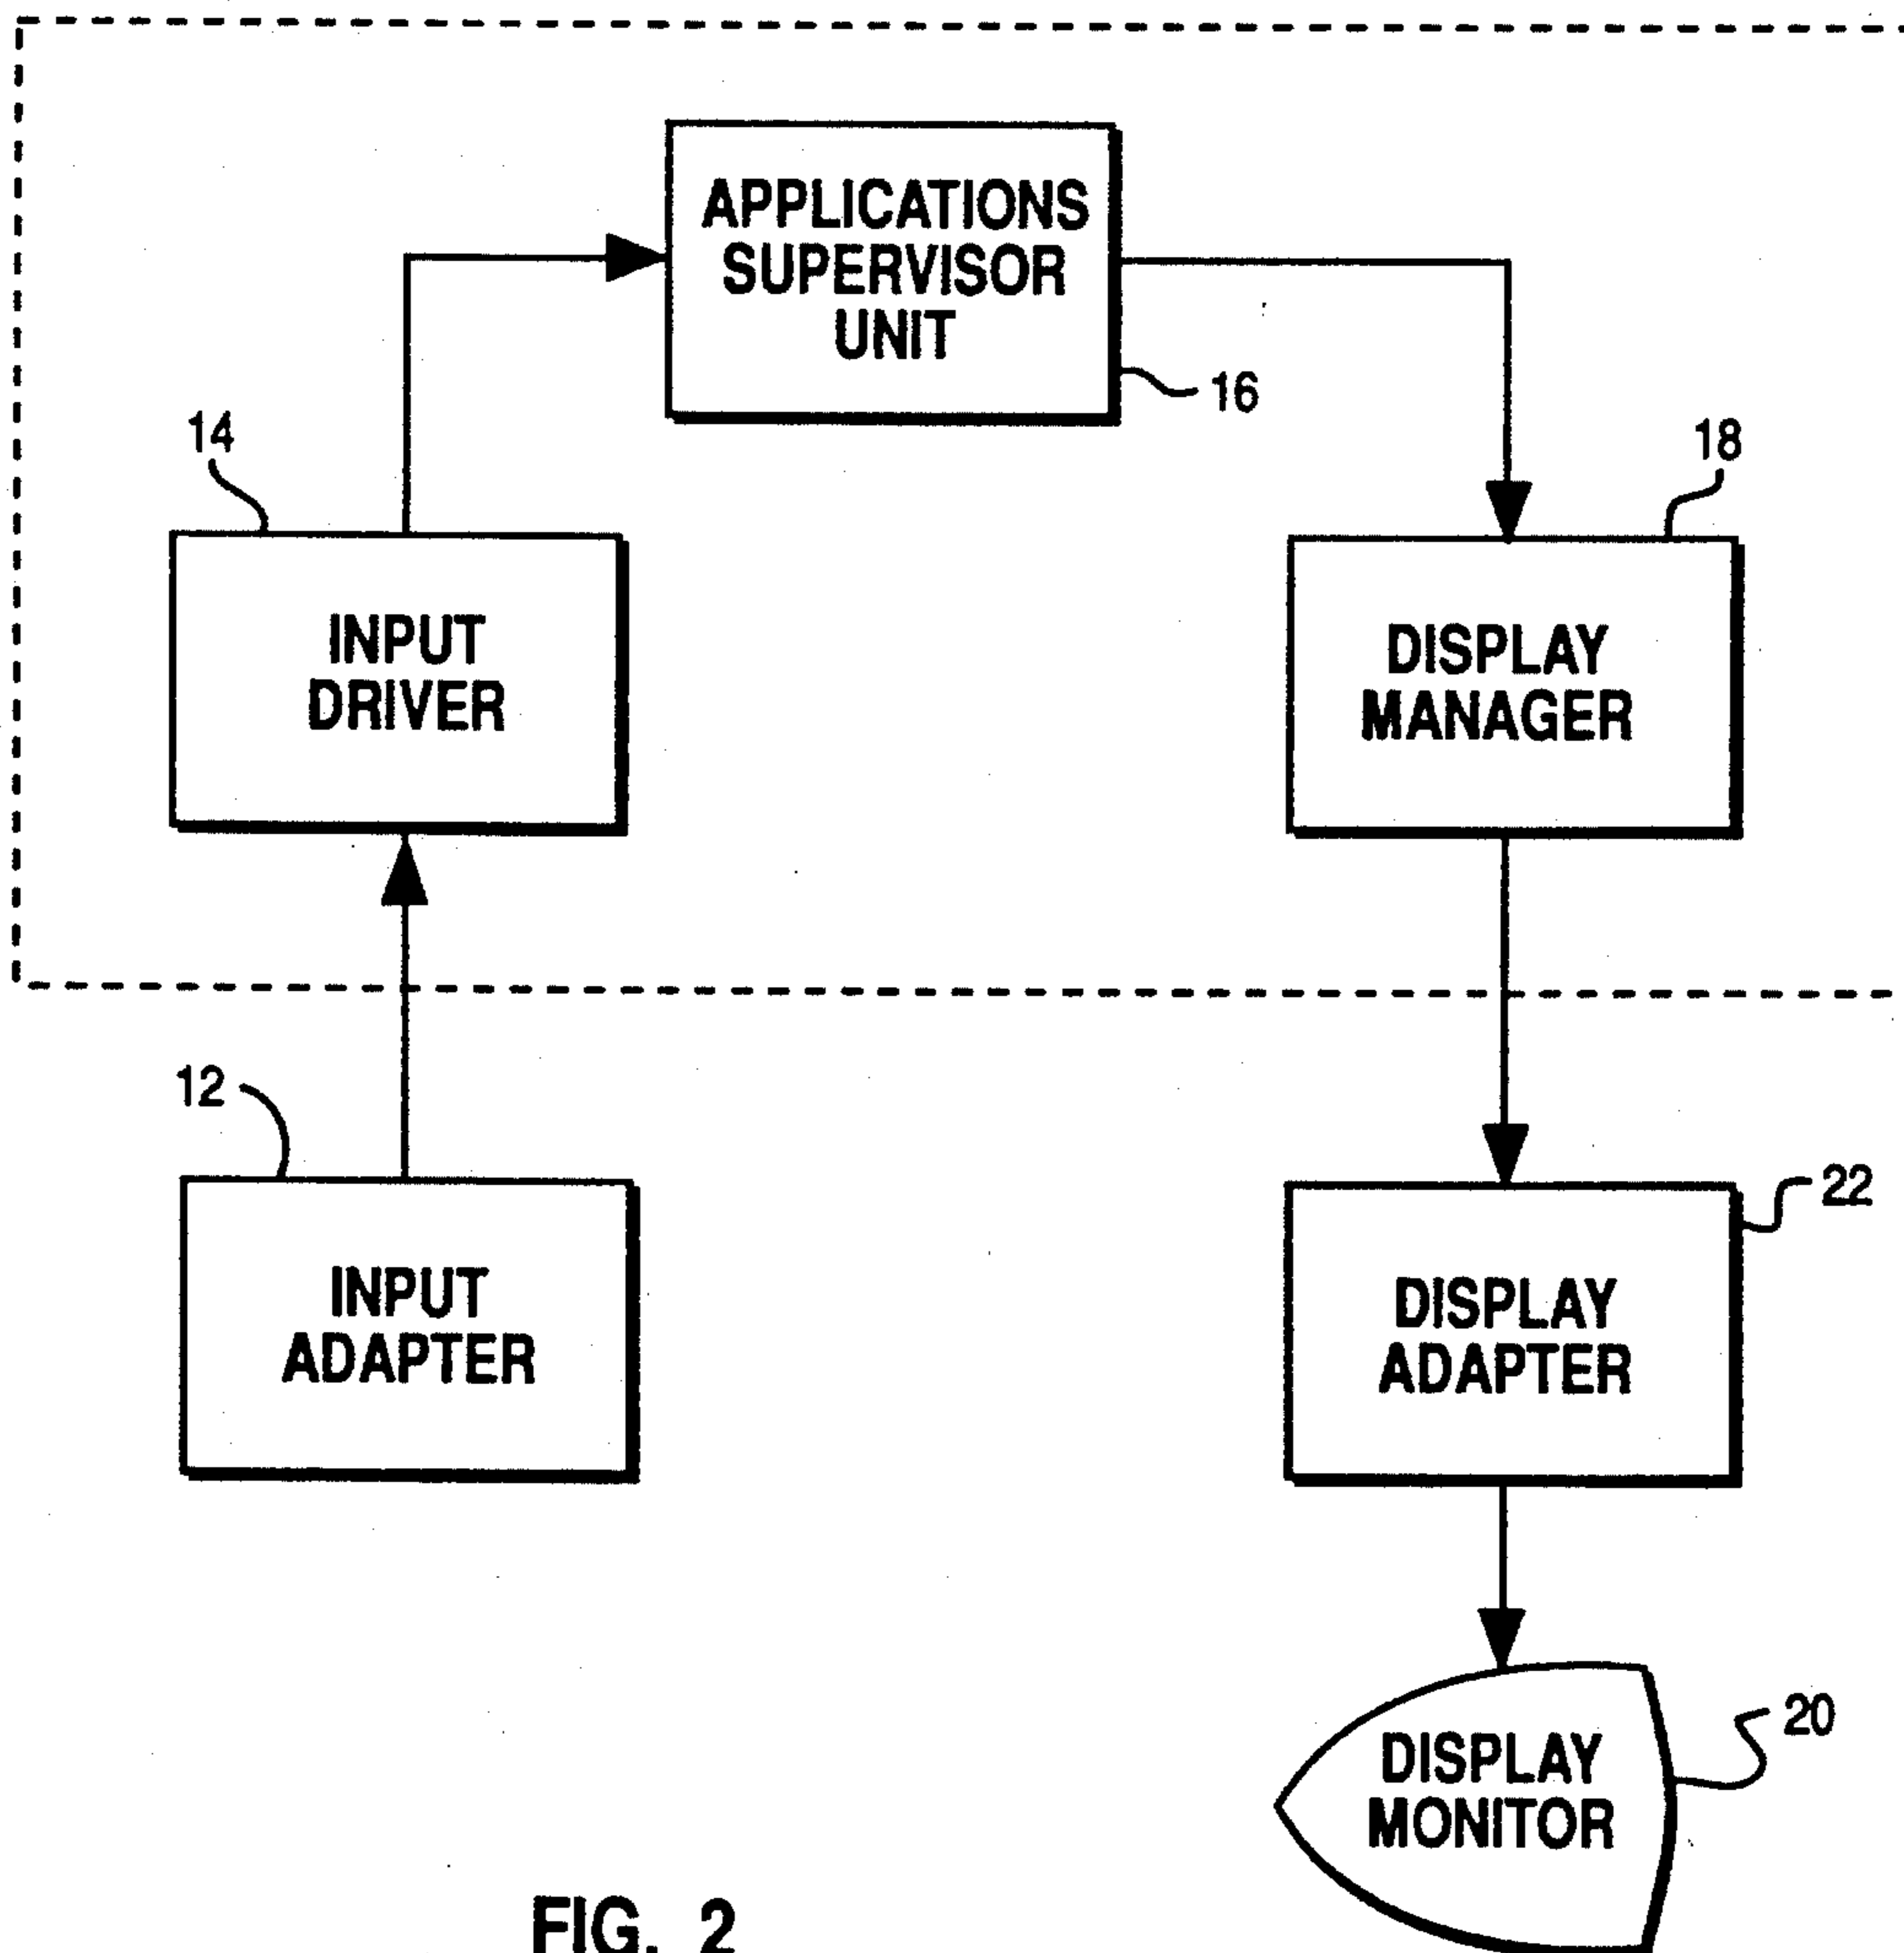 APPLICATIONS
SUPERVISOR
UNIT
16
14
18
INPUT
DRIVER
DISPLAY
MANAGER
12
22
INPUT
ADAPTER
DISPLAY
ADAPTER
20
DISPLAY
MONITOR
FIG. 2